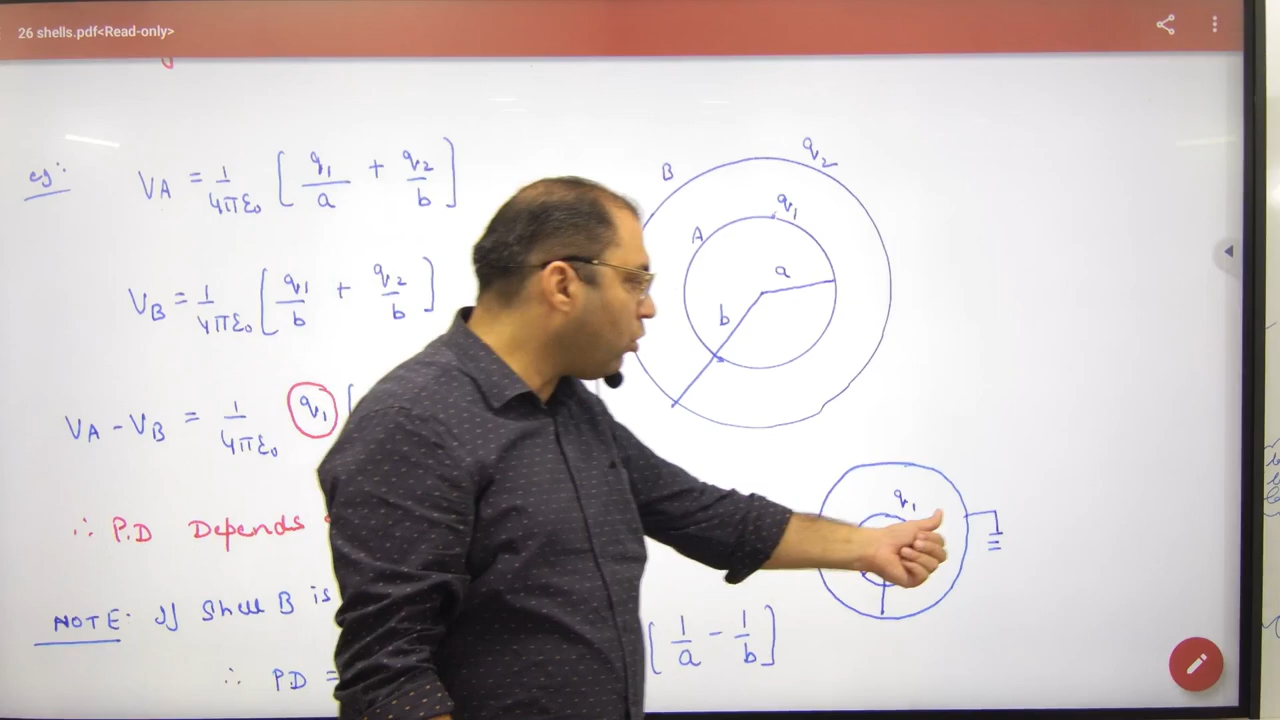 26 shells.pdf<Read-only>
eg:
VA = 1/4πε₀ [ q₁/a + q₂/b ]
VB = 1/4πε₀ [ q₁/b + q₂/b ]
VA - VB = 1/4πε₀ q₁ [
∴ P.D Depends
NOTE: If Shell B is
∴ PD = [ 1/a - 1/b ]
B
q₂
A
q₁
a
b
q₁